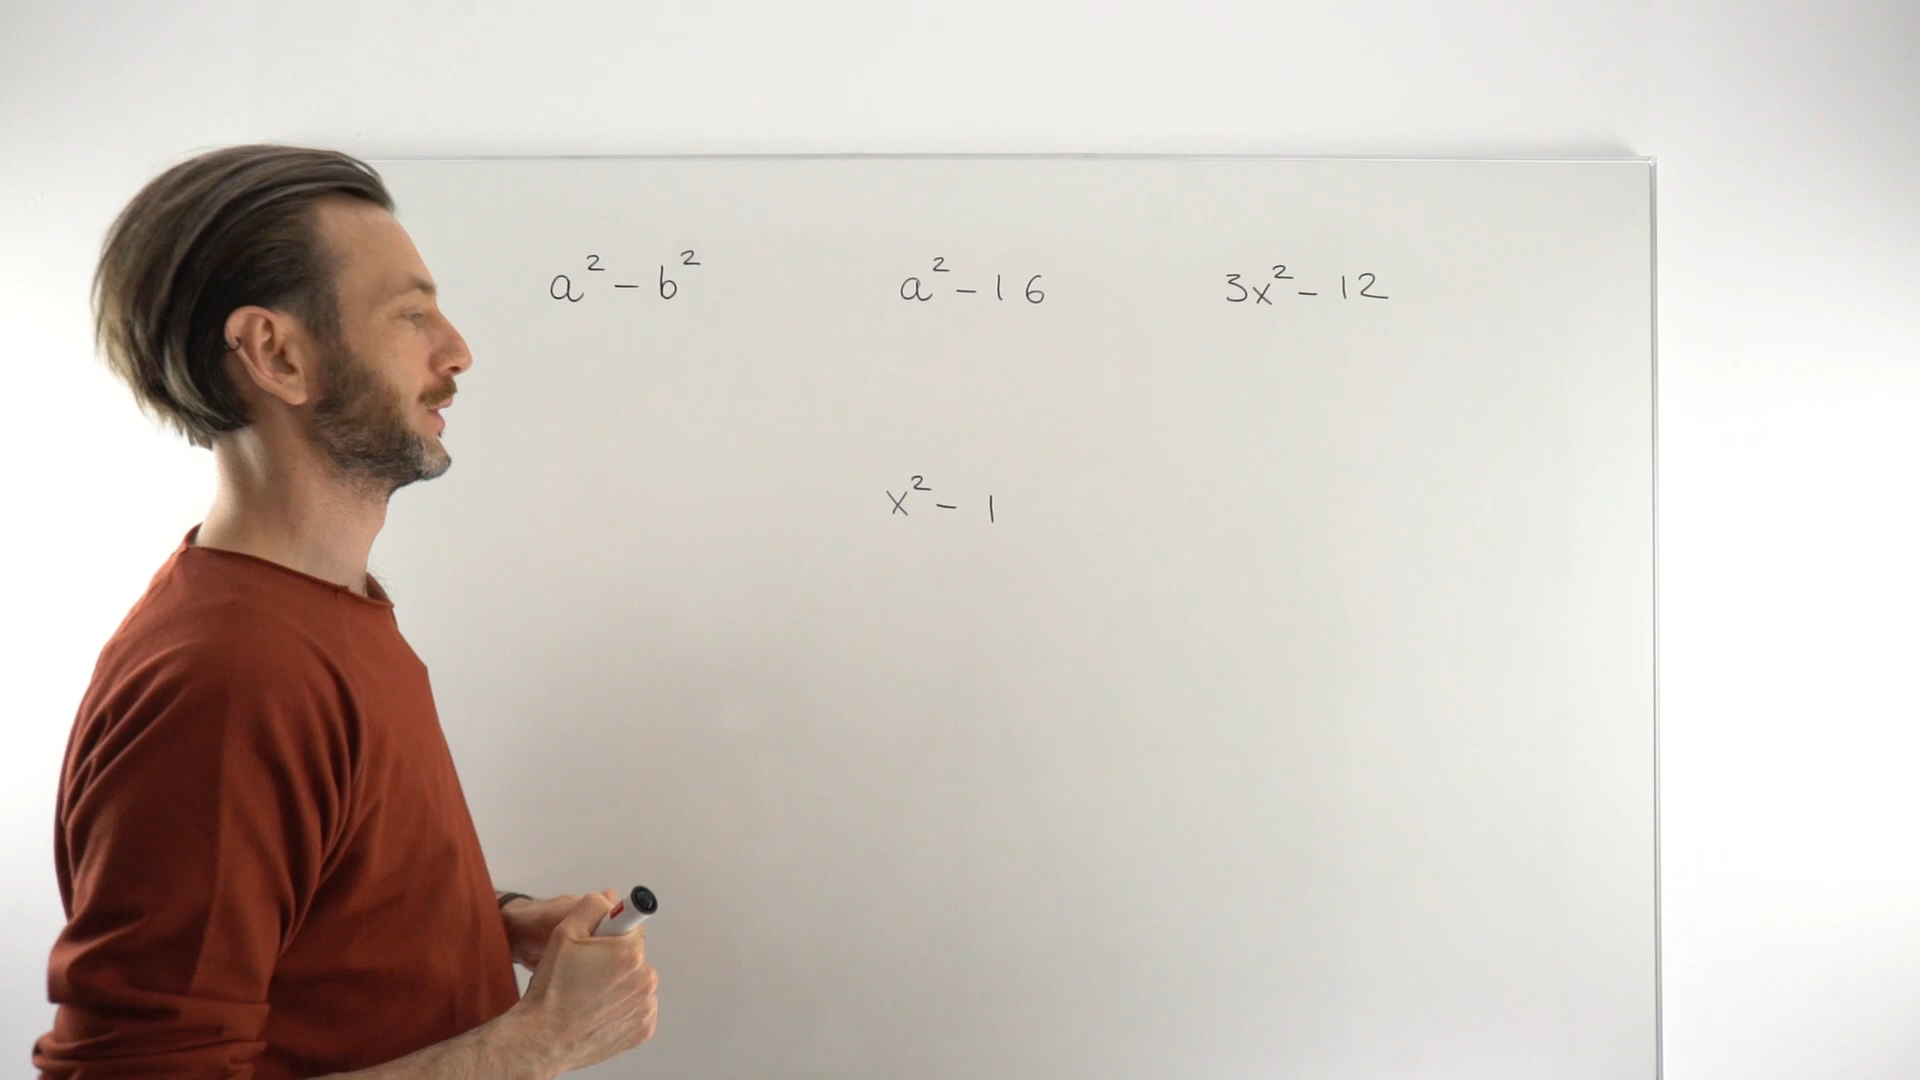 a² – b² a² – 16 3x² – 12
x² – 1